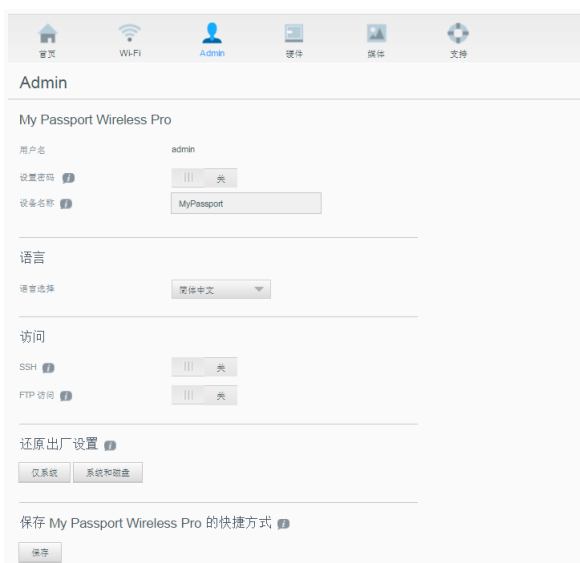 首页 Wi-Fi Admin 硬件 媒体 支持
Admin
My Passport Wireless Pro
用户名 admin
设置密码 关
设备名称 MyPassport
语言
语言选择 简体中文
访问
SSH 关
FTP 访问 关
还原出厂设置
仅系统 系统和磁盘
保存 My Passport Wireless Pro 的快捷方式
保存